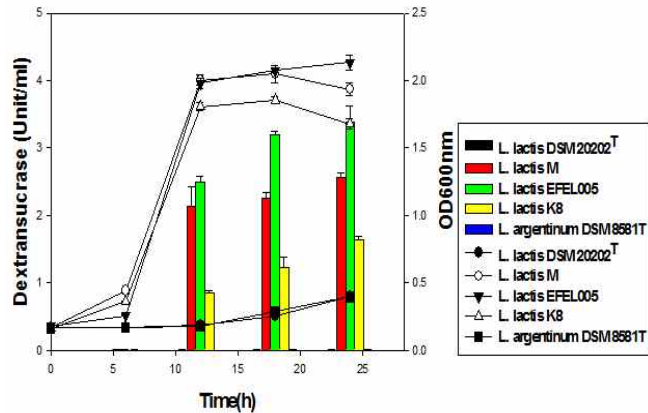 5
4
3
2
1
0
Dextransucrase (Unit/ml)
2.5
2.0
1.5
1.0
0.5
0.0
OD600nm
0 5 10 15 20 25
Time(h)
L. lactis DSM20202T
L. lactis M
L. lactis EFEL005
L. lactis K8
L. argentinum DSM8581T
L. lactis DSM20202T
L. lactis M
L. lactis EFEL005
L. lactis K8
L. argentinum DSM8581T